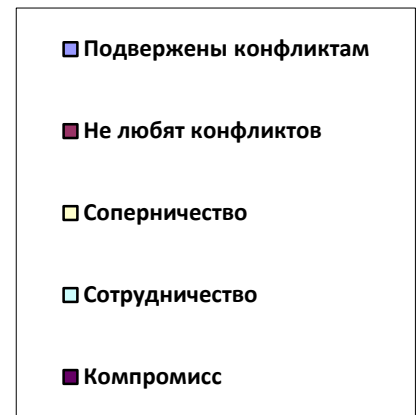 Подвержены конфликтам
Не любят конфликтов
Соперничество
Сотрудничество
Компромисс